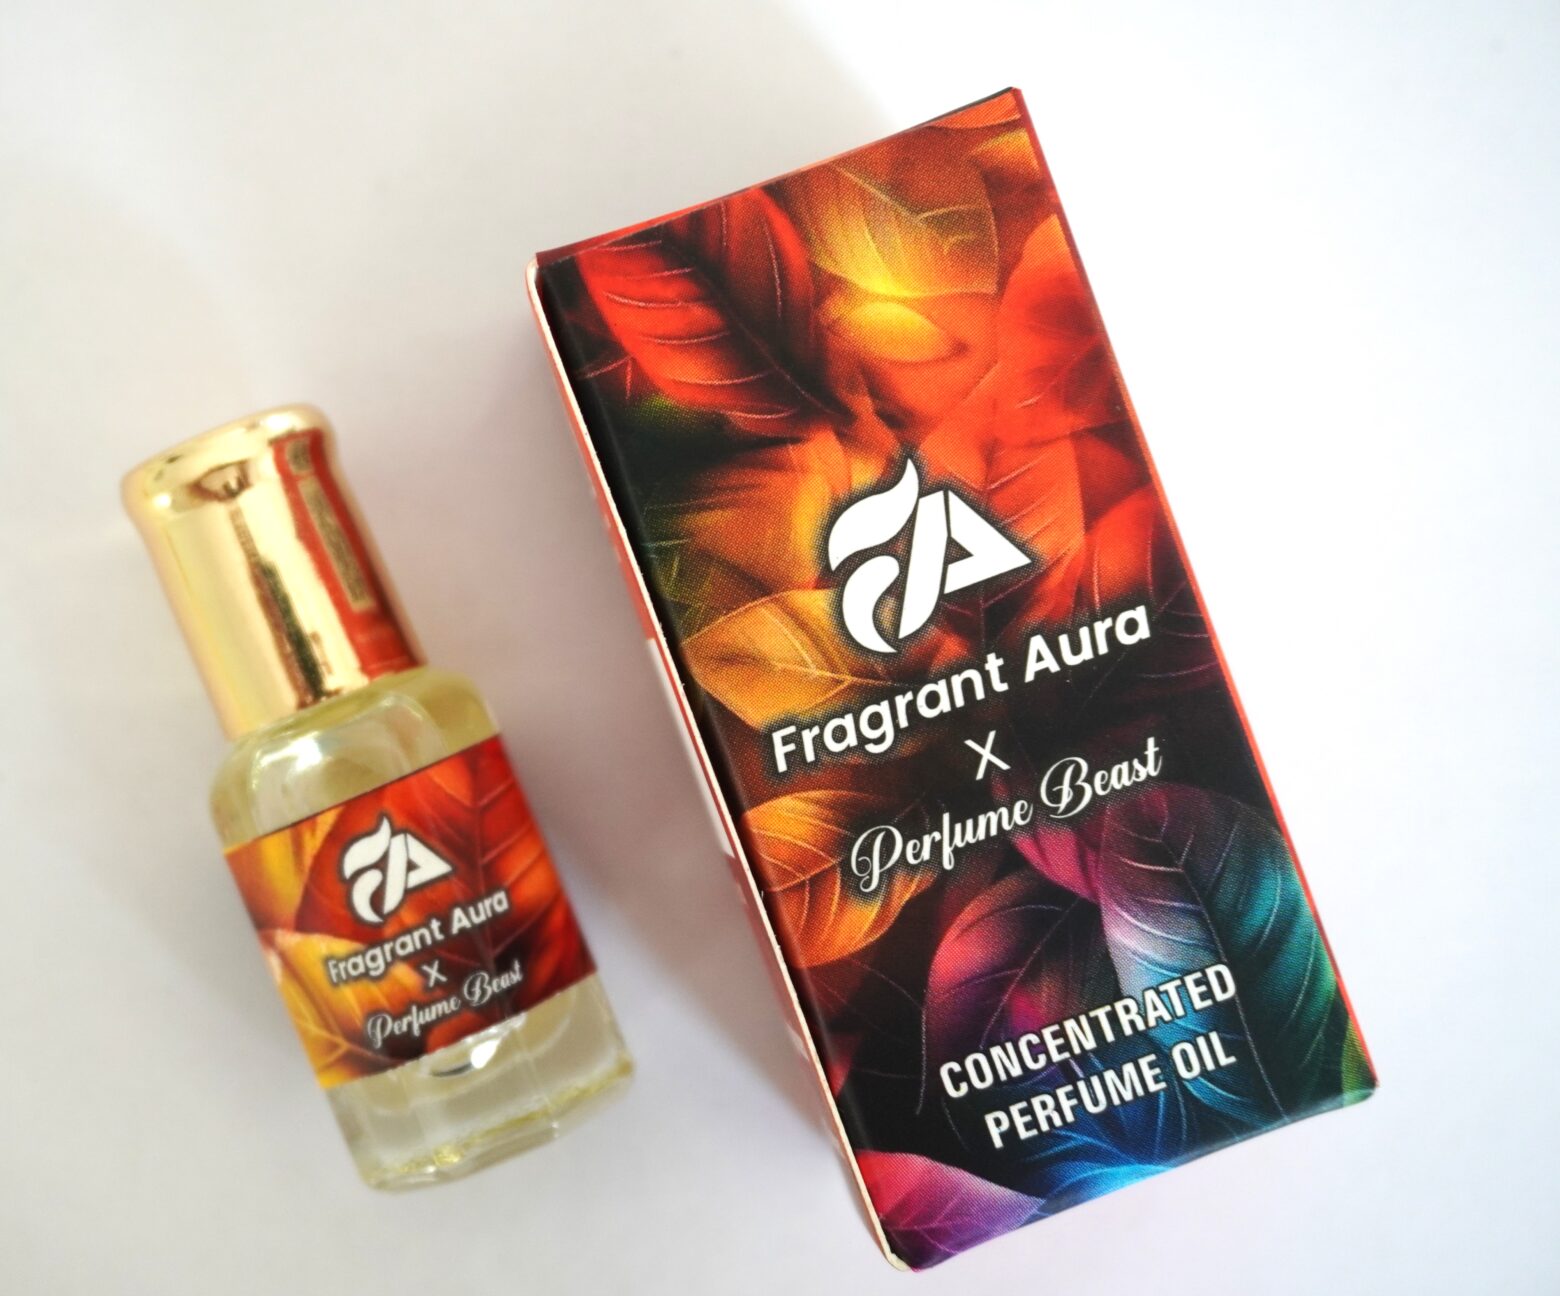 Fragrant Aura
X
Perfume Beast
Fragrant Aura
X
Perfume Beast
CONCENTRATED
PERFUME OIL